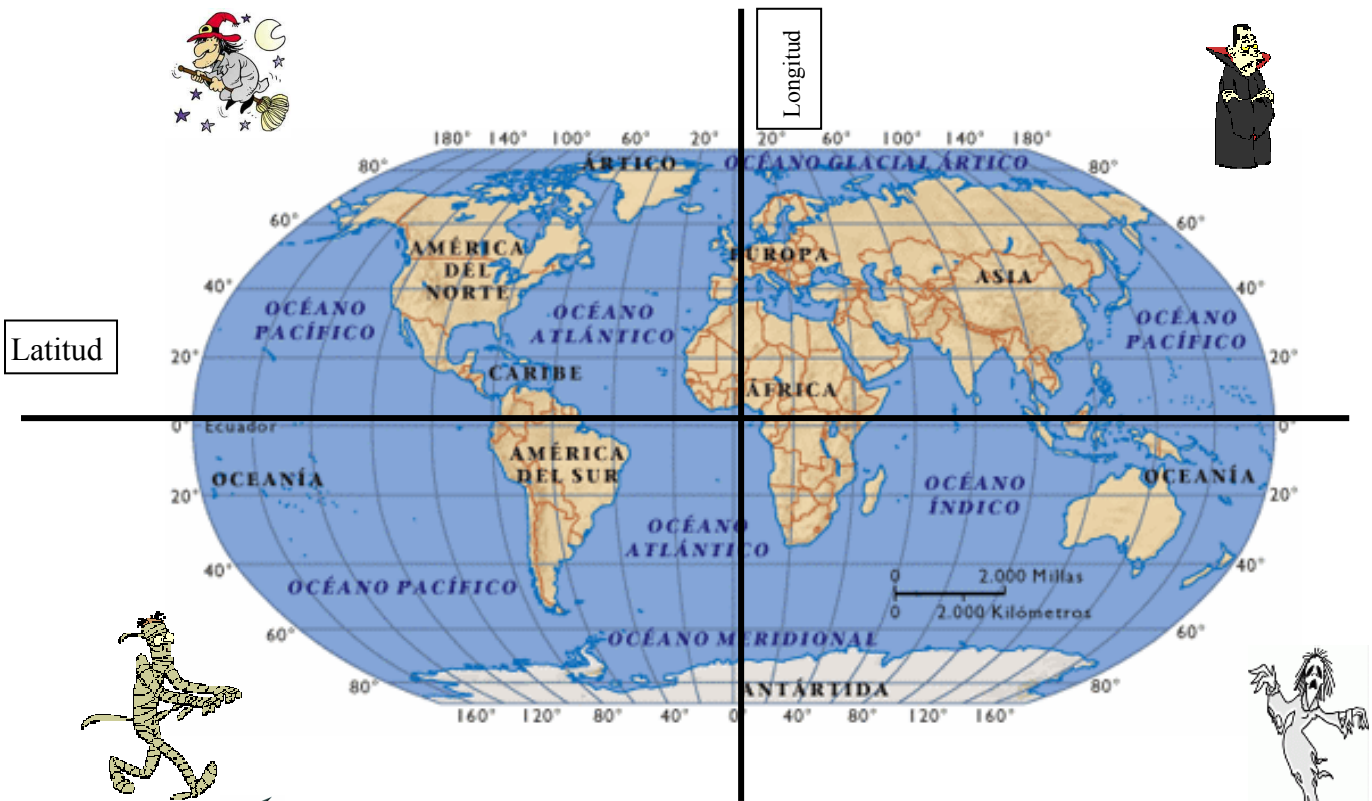 Longitud
180° 140° 100° 60° 20° 20° 60° 100° 140° 180°
80° ÁRTICO OCÉANO GLACIAL ÁRTICO 80°
60° 60°
AMÉRICA
DEL
NORTE
EUROPA
ASIA
40° 40°
OCÉANO
PACÍFICO
OCÉANO
ATLÁNTICO
OCÉANO
PACÍFICO
Latitud
20° 20°
CARIBE
ÁFRICA
0° 0°
Ecuador
AMÉRICA
DEL SUR
OCEANÍA
OCEANÍA
OCÉANO
ÍNDICO
20° 20°
OCÉANO
ATLÁNTICO
40° 40°
0 2.000 Millas
0 2.000 Kilómetros
OCÉANO PACÍFICO
60° 60°
OCÉANO MERIDIONAL
80° ANTÁRTIDA 80°
160° 120° 80° 40° 0° 40° 80° 120° 160°